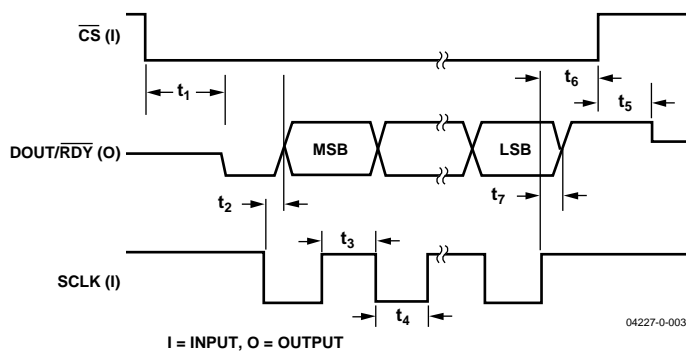 CS (I)
t1
t6
t5
DOUT/RDY (O)
MSB
LSB
t2
t7
t3
SCLK (I)
t4
04227-0-003
I = INPUT, O = OUTPUT